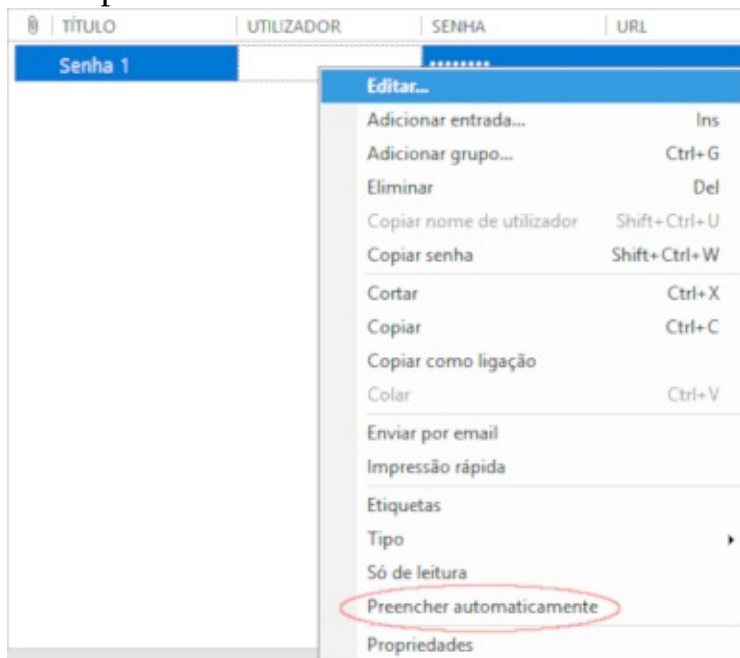 TÍTULO UTILIZADOR SENHA URL
Senha 1 ••••••••
Editar...
Adicionar entrada... Ins
Adicionar grupo... Ctrl+G
Eliminar Del
Copiar nome de utilizador Shift+Ctrl+U
Copiar senha Shift+Ctrl+W
Cortar Ctrl+X
Copiar Ctrl+C
Copiar como ligação
Colar Ctrl+V
Enviar por email
Impressão rápida
Etiquetas
Tipo
Só de leitura
Preencher automaticamente
Propriedades